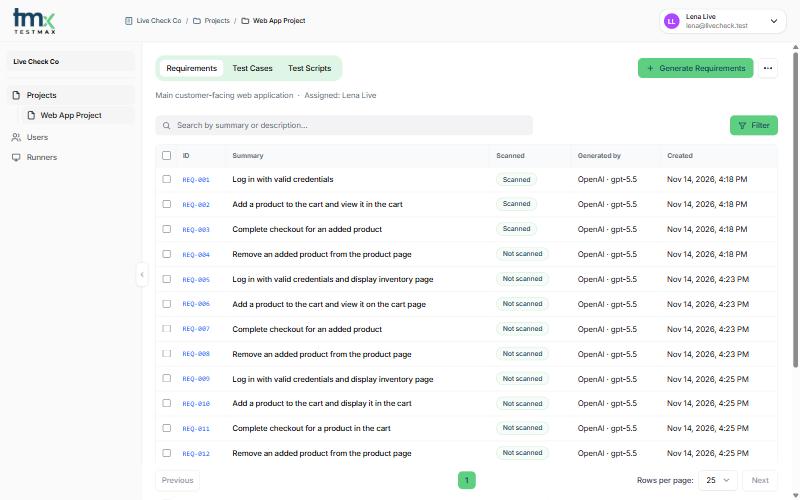 tmx
TESTMAX
Live Check Co / Projects / Web App Project
LL
Lena Live
lena@livecheck.test
Live Check Co
Projects
Web App Project
Users
Runners
Requirements Test Cases Test Scripts
+ Generate Requirements
Main customer-facing web application · Assigned: Lena Live
Search by summary or description...
Filter
ID Summary Scanned Generated by Created
REQ-001 Log in with valid credentials Scanned OpenAI · gpt-5.5 Nov 14, 2026, 4:18 PM
REQ-002 Add a product to the cart and view it in the cart Scanned OpenAI · gpt-5.5 Nov 14, 2026, 4:18 PM
REQ-003 Complete checkout for an added product Scanned OpenAI · gpt-5.5 Nov 14, 2026, 4:18 PM
REQ-004 Remove an added product from the product page Not scanned OpenAI · gpt-5.5 Nov 14, 2026, 4:18 PM
REQ-005 Log in with valid credentials and display inventory page Not scanned OpenAI · gpt-5.5 Nov 14, 2026, 4:23 PM
REQ-006 Add a product to the cart and view it on the cart page Not scanned OpenAI · gpt-5.5 Nov 14, 2026, 4:23 PM
REQ-007 Complete checkout for an added product Not scanned OpenAI · gpt-5.5 Nov 14, 2026, 4:23 PM
REQ-008 Remove an added product from the product page Not scanned OpenAI · gpt-5.5 Nov 14, 2026, 4:23 PM
REQ-009 Log in with valid credentials and display inventory page Not scanned OpenAI · gpt-5.5 Nov 14, 2026, 4:25 PM
REQ-010 Add a product to the cart and display it in the cart Not scanned OpenAI · gpt-5.5 Nov 14, 2026, 4:25 PM
REQ-011 Complete checkout for a product in the cart Not scanned OpenAI · gpt-5.5 Nov 14, 2026, 4:25 PM
REQ-012 Remove an added product from the product page Not scanned OpenAI · gpt-5.5 Nov 14, 2026, 4:25 PM
Previous 1 Rows per page: 25 Next